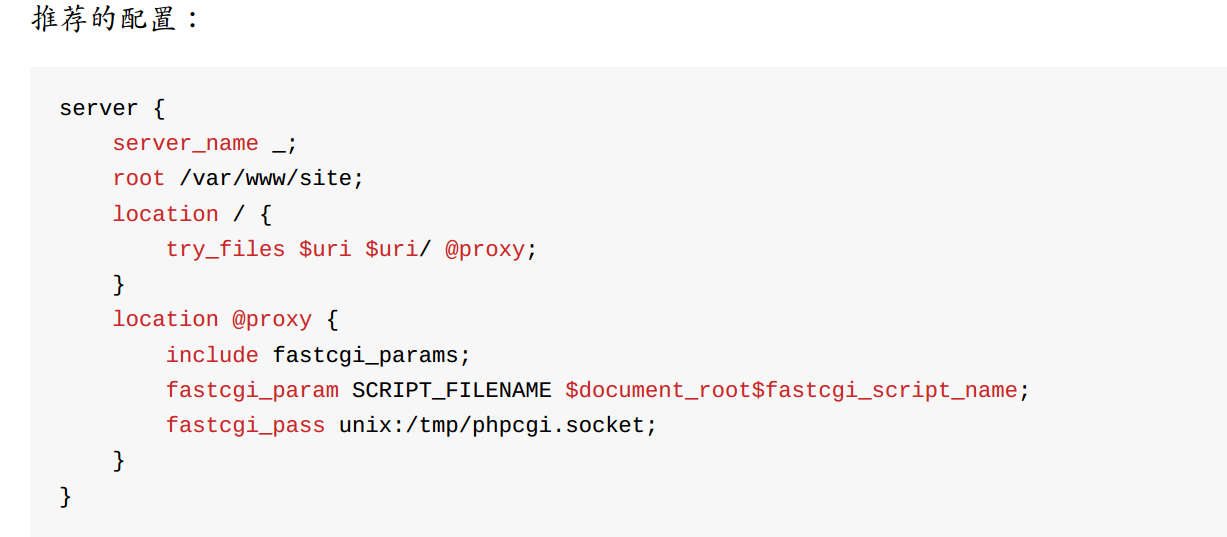 推荐的配置：
server {
    server_name _;
    root /var/www/site;
    location / {
        try_files $uri $uri/ @proxy;
    }
    location @proxy {
        include fastcgi_params;
        fastcgi_param SCRIPT_FILENAME $document_root$fastcgi_script_name;
        fastcgi_pass unix:/tmp/phpcgi.socket;
    }
}